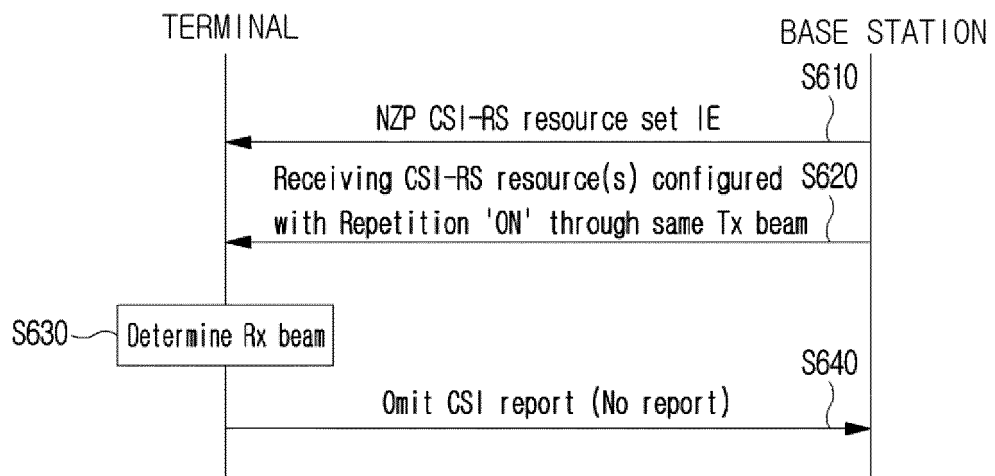 TERMINAL
BASE STATION
S610
NZP CSI-RS resource set IE
Receiving CSI-RS resource(s) configured
S620
with Repetition 'ON' through same Tx beam
S630
Determine Rx beam
S640
Omit CSI report (No report)